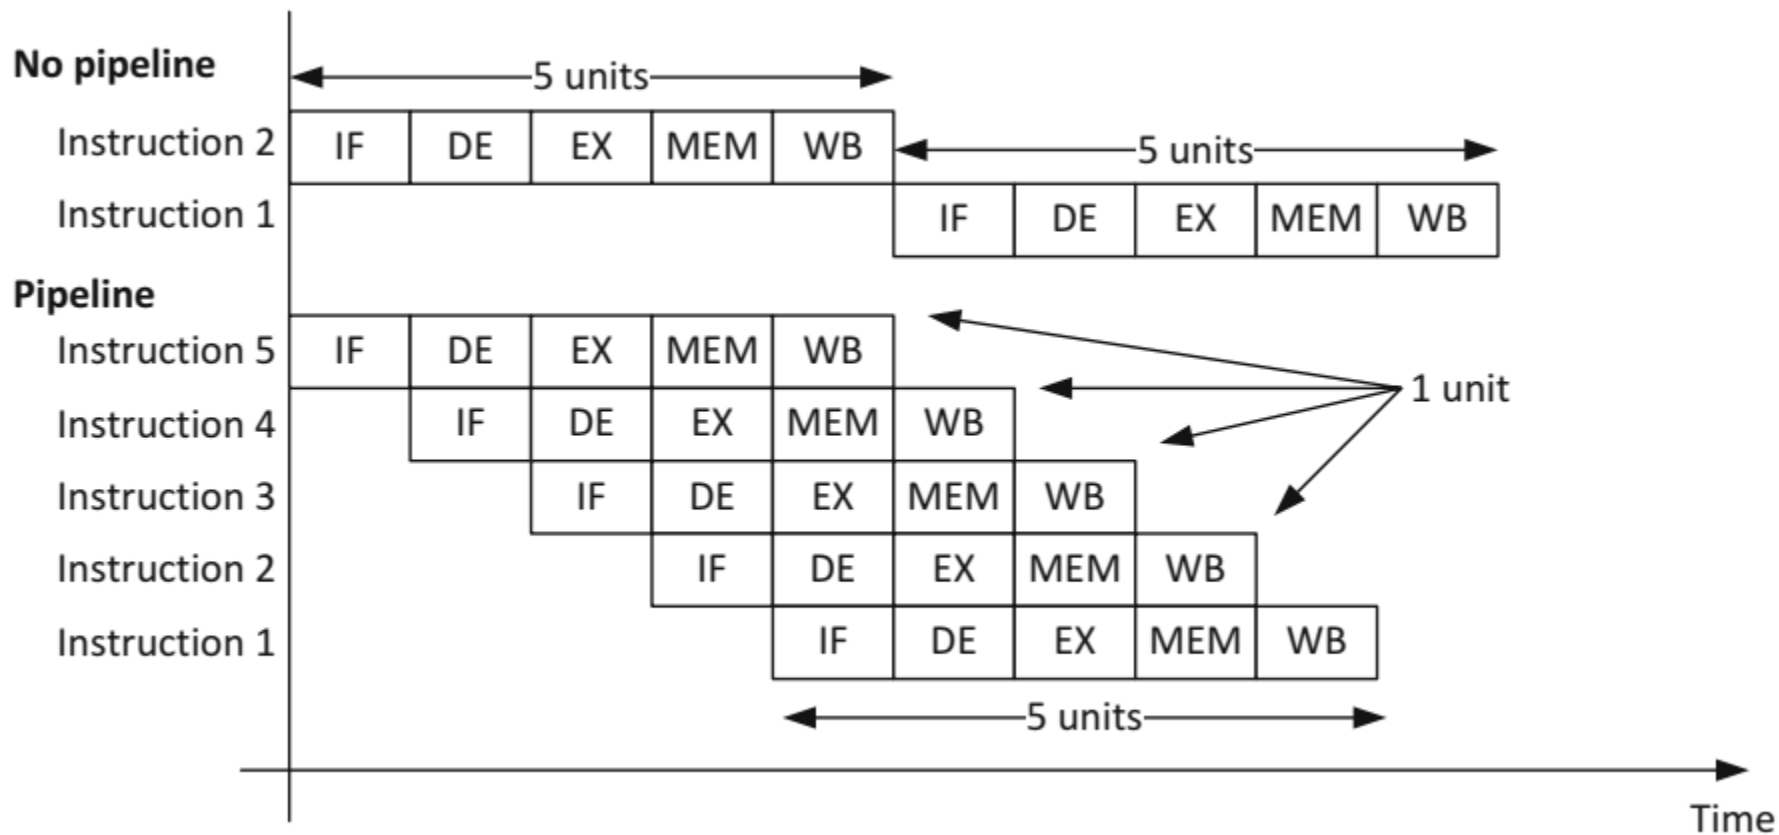 No pipeline
5 units
Instruction 2 IF DE EX MEM WB
5 units
Instruction 1 IF DE EX MEM WB
Pipeline
Instruction 5 IF DE EX MEM WB
1 unit
Instruction 4 IF DE EX MEM WB
Instruction 3 IF DE EX MEM WB
Instruction 2 IF DE EX MEM WB
Instruction 1 IF DE EX MEM WB
5 units
Time